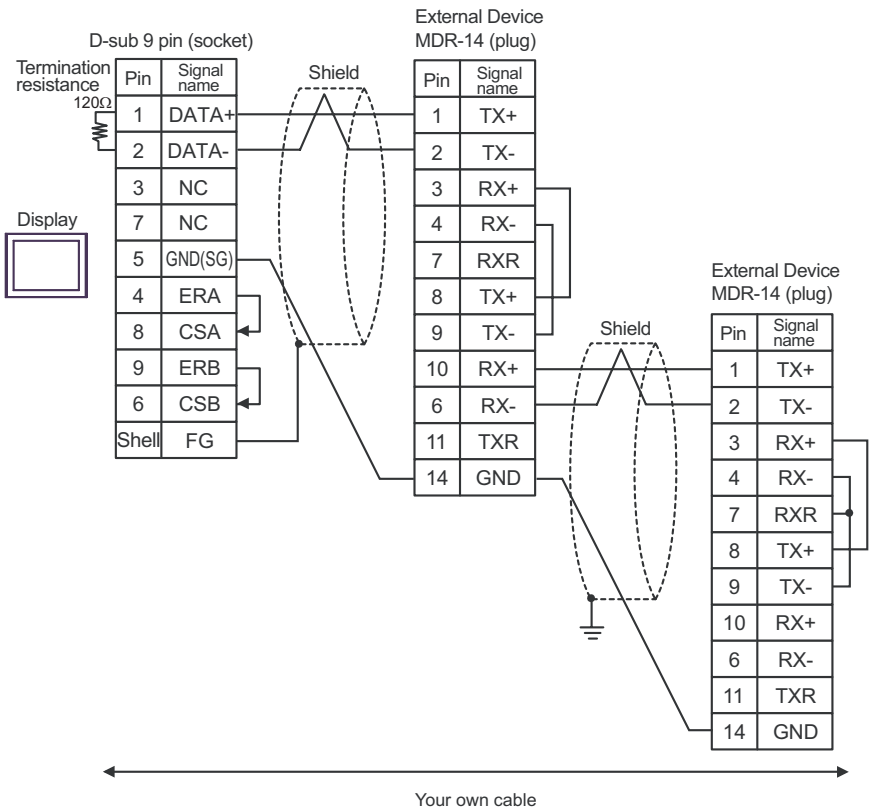 External Device
D-sub 9 pin (socket)
MDR-14 (plug)
Termination
resistance
120Ω
Pin Signal name
1 DATA+
2 DATA-
3 NC
7 NC
5 GND(SG)
4 ERA
8 CSA
9 ERB
6 CSB
Shell FG
Display
Shield
Pin Signal name
1 TX+
2 TX-
3 RX+
4 RX-
7 RXR
8 TX+
9 TX-
10 RX+
6 RX-
11 TXR
14 GND
Shield
External Device
MDR-14 (plug)
Pin Signal name
1 TX+
2 TX-
3 RX+
4 RX-
7 RXR
8 TX+
9 TX-
10 RX+
6 RX-
11 TXR
14 GND
Your own cable